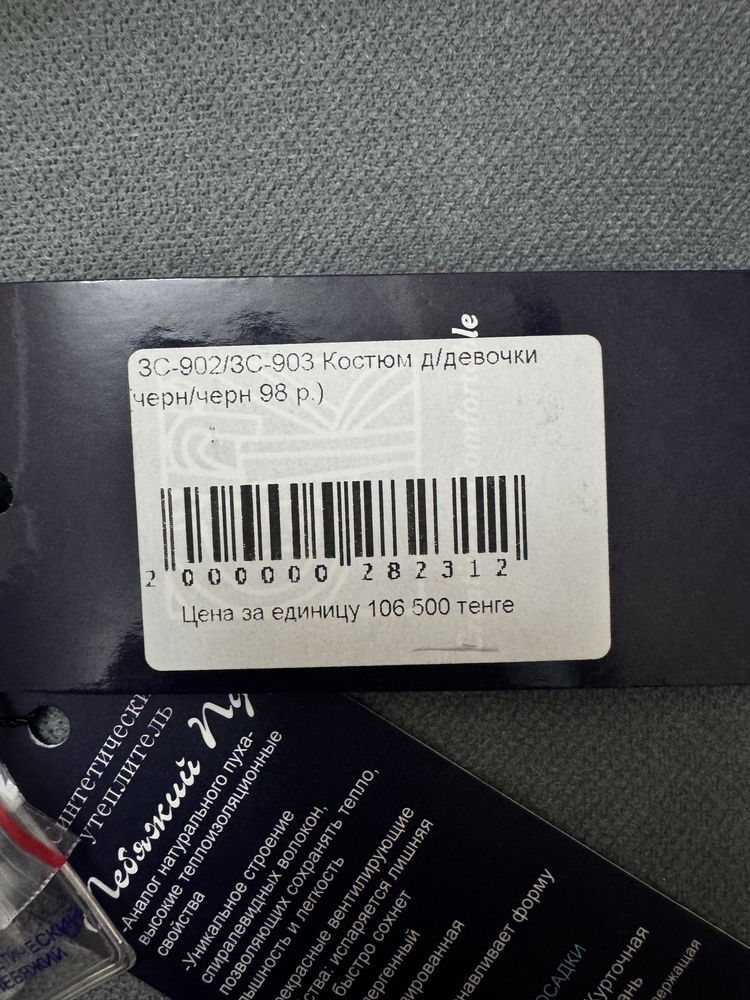 ЗС-902/ЗС-903 Костюм д/девочки
черн/черн 98 р.)
2 000000 282312
Цена за единицу 106 500 тенге
утеплитель
Лебяжий
Аналог натурального пуха-
высокие теплоизоляционные
свойства
-Уникальное строение
спиралевидных волокон,
позволяющих сохранять тепло,
и легкость
вентилирующие
испаряется лишняя
быстро сохнет
форму